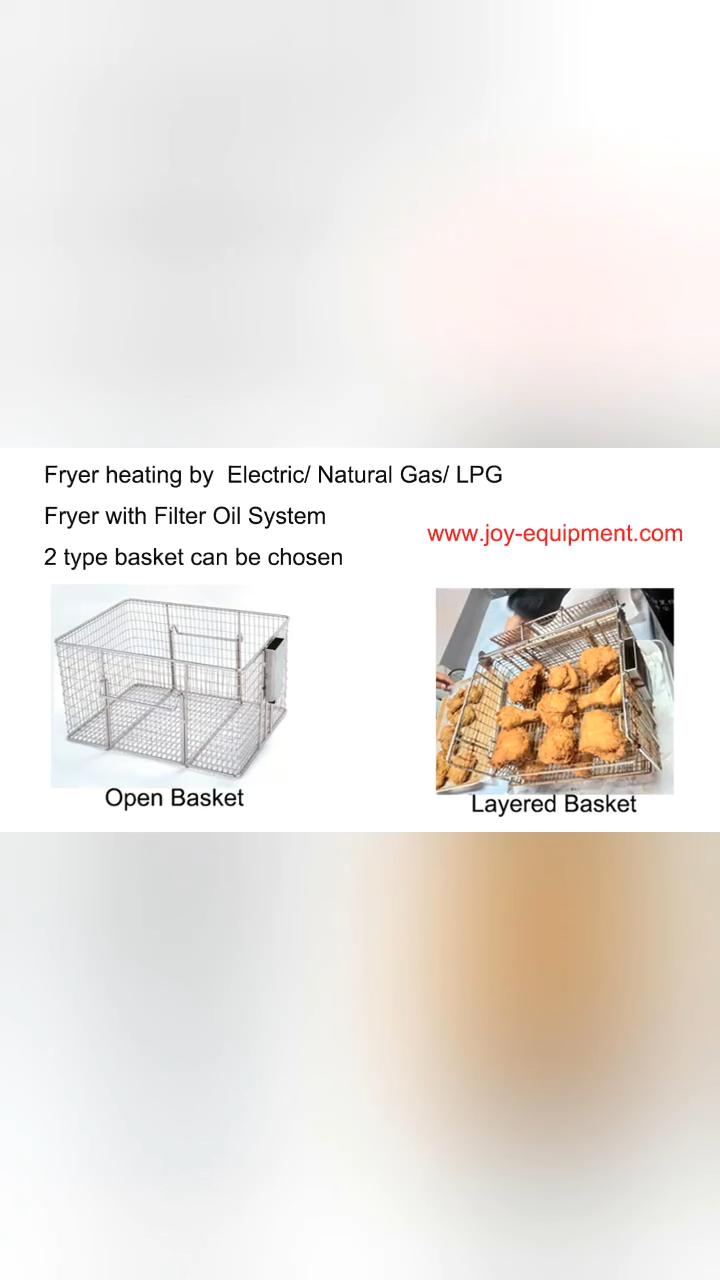 Fryer heating by  Electric/ Natural Gas/ LPG
Fryer with Filter Oil System
www.joy-equipment.com
2 type basket can be chosen
Open Basket
Layered Basket